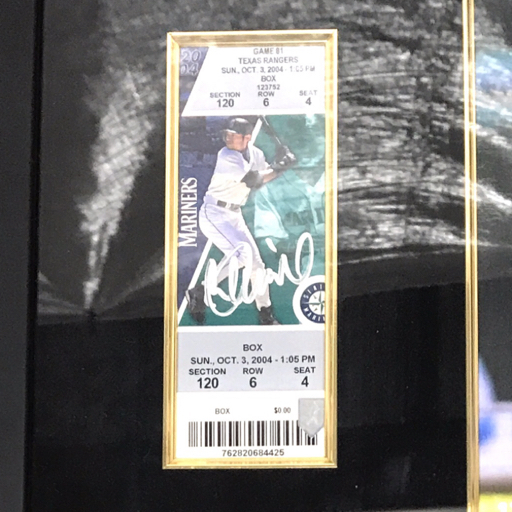 2004
GAME 81
TEXAS RANGERS
SUN., OCT. 3, 2004 - 1:05 PM
BOX
123752
SECTION ROW SEAT
120 6 4
MARINERS
BOX
SUN., OCT. 3, 2004 - 1:05 PM
SECTION ROW SEAT
120 6 4
BOX $0.00
762820684425